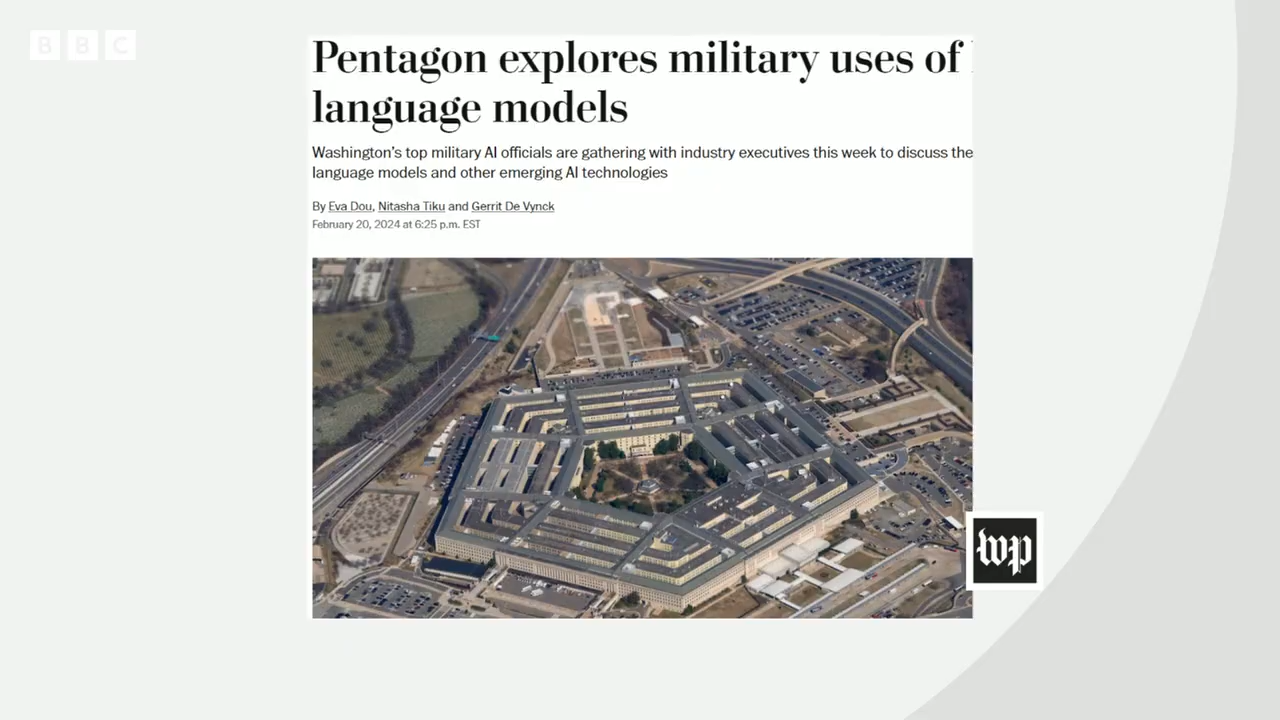 BBC
Pentagon explores military uses of
language models
Washington's top military AI officials are gathering with industry executives this week to discuss the
language models and other emerging AI technologies
By Eva Dou, Nitasha Tiku and Gerrit De Vynck
February 20, 2024 at 6:25 p.m. EST
wp